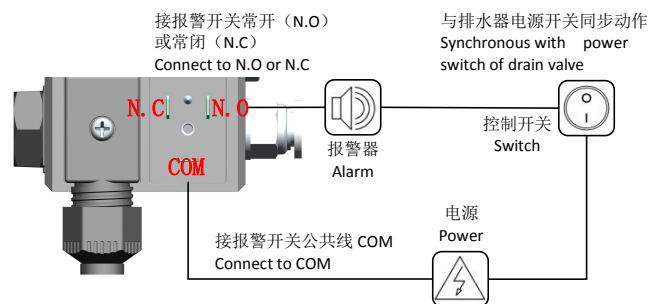 接报警开关常开（N.O）
或常闭（N.C）
Connect to N.O or N.C
与排水器电源开关同步动作
Synchronous with power
switch of drain valve
N.C
N.O
COM
报警器
Alarm
控制开关
Switch
接报警开关公共线 COM
Connect to COM
电源
Power